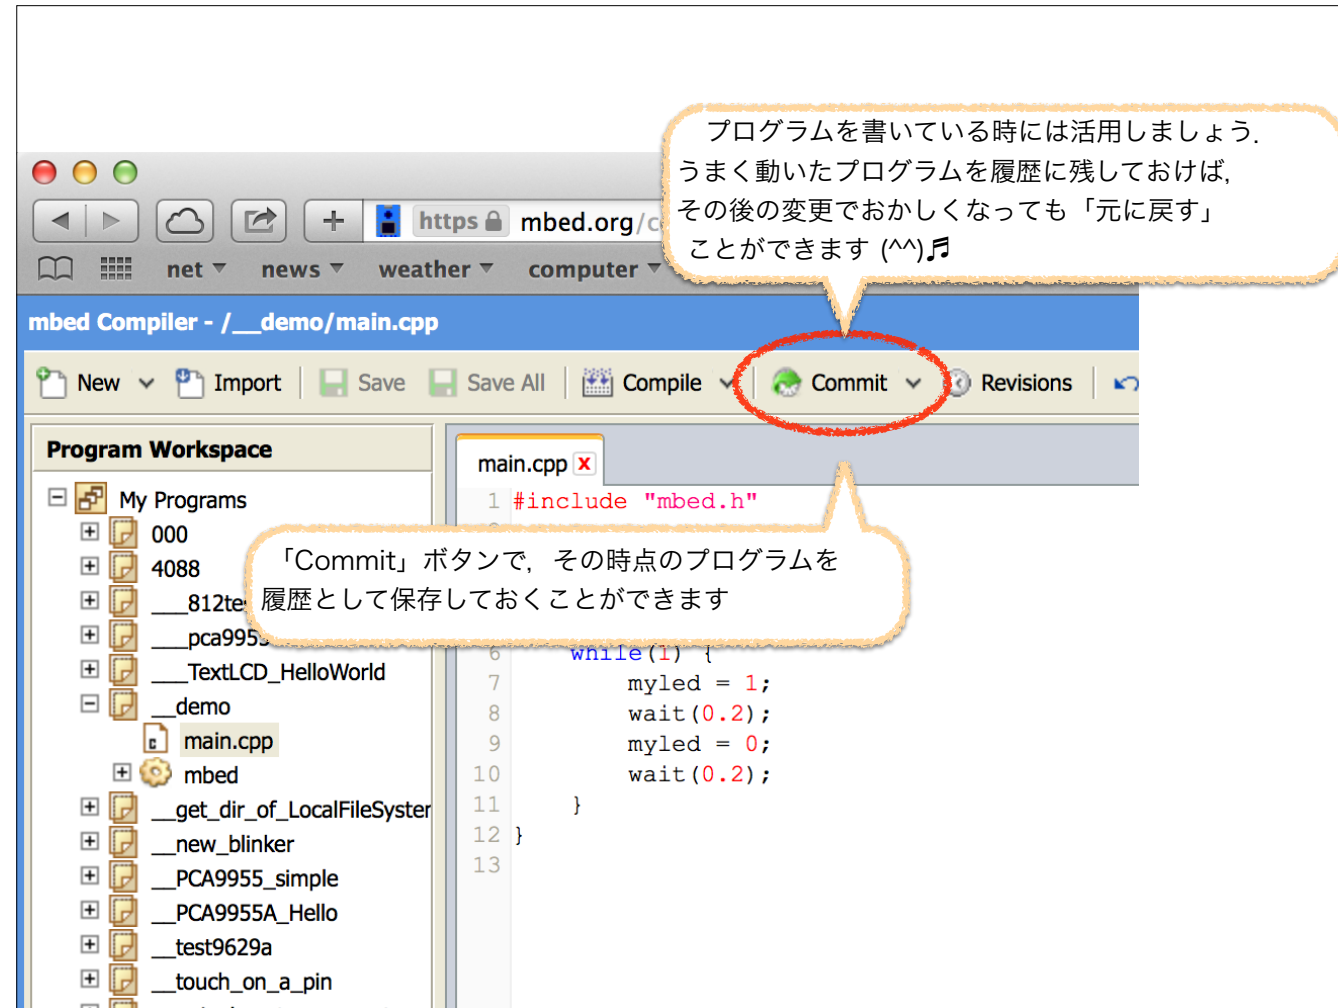 プログラムを書いている時には活用しましょう.
うまく動いたプログラムを履歴に残しておけば,
その後の変更でおかしくなっても「元に戻す」
ことができます (^^)♬
https mbed.org/c
net news weather computer
mbed Compiler - /__demo/main.cpp
New Import Save Save All Compile Commit Revisions
Program Workspace
main.cpp
My Programs
000
4088
___812te
___pca995
___TextLCD_HelloWorld
__demo
main.cpp
mbed
__get_dir_of_LocalFileSyster
__new_blinker
__PCA9955_simple
__PCA9955A_Hello
__test9629a
__touch_on_a_pin
1 #include "mbed.h"
「Commit」ボタンで, その時点のプログラムを
履歴として保存しておくことができます
6 while(1) {
7 myled = 1;
8 wait(0.2);
9 myled = 0;
10 wait(0.2);
11 }
12 }
13